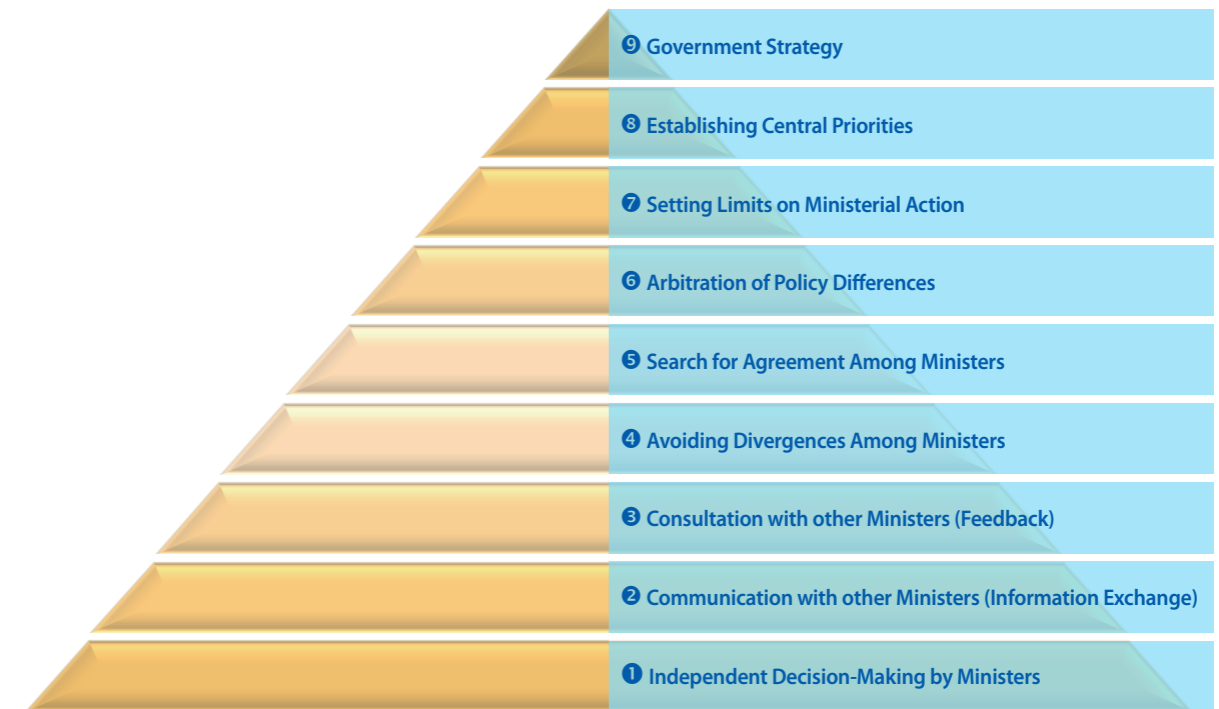 ❾ Government Strategy
❽ Establishing Central Priorities
❼ Setting Limits on Ministerial Action
❻ Arbitration of Policy Differences
❺ Search for Agreement Among Ministers
❹ Avoiding Divergences Among Ministers
❸ Consultation with other Ministers (Feedback)
❷ Communication with other Ministers (Information Exchange)
❶ Independent Decision-Making by Ministers